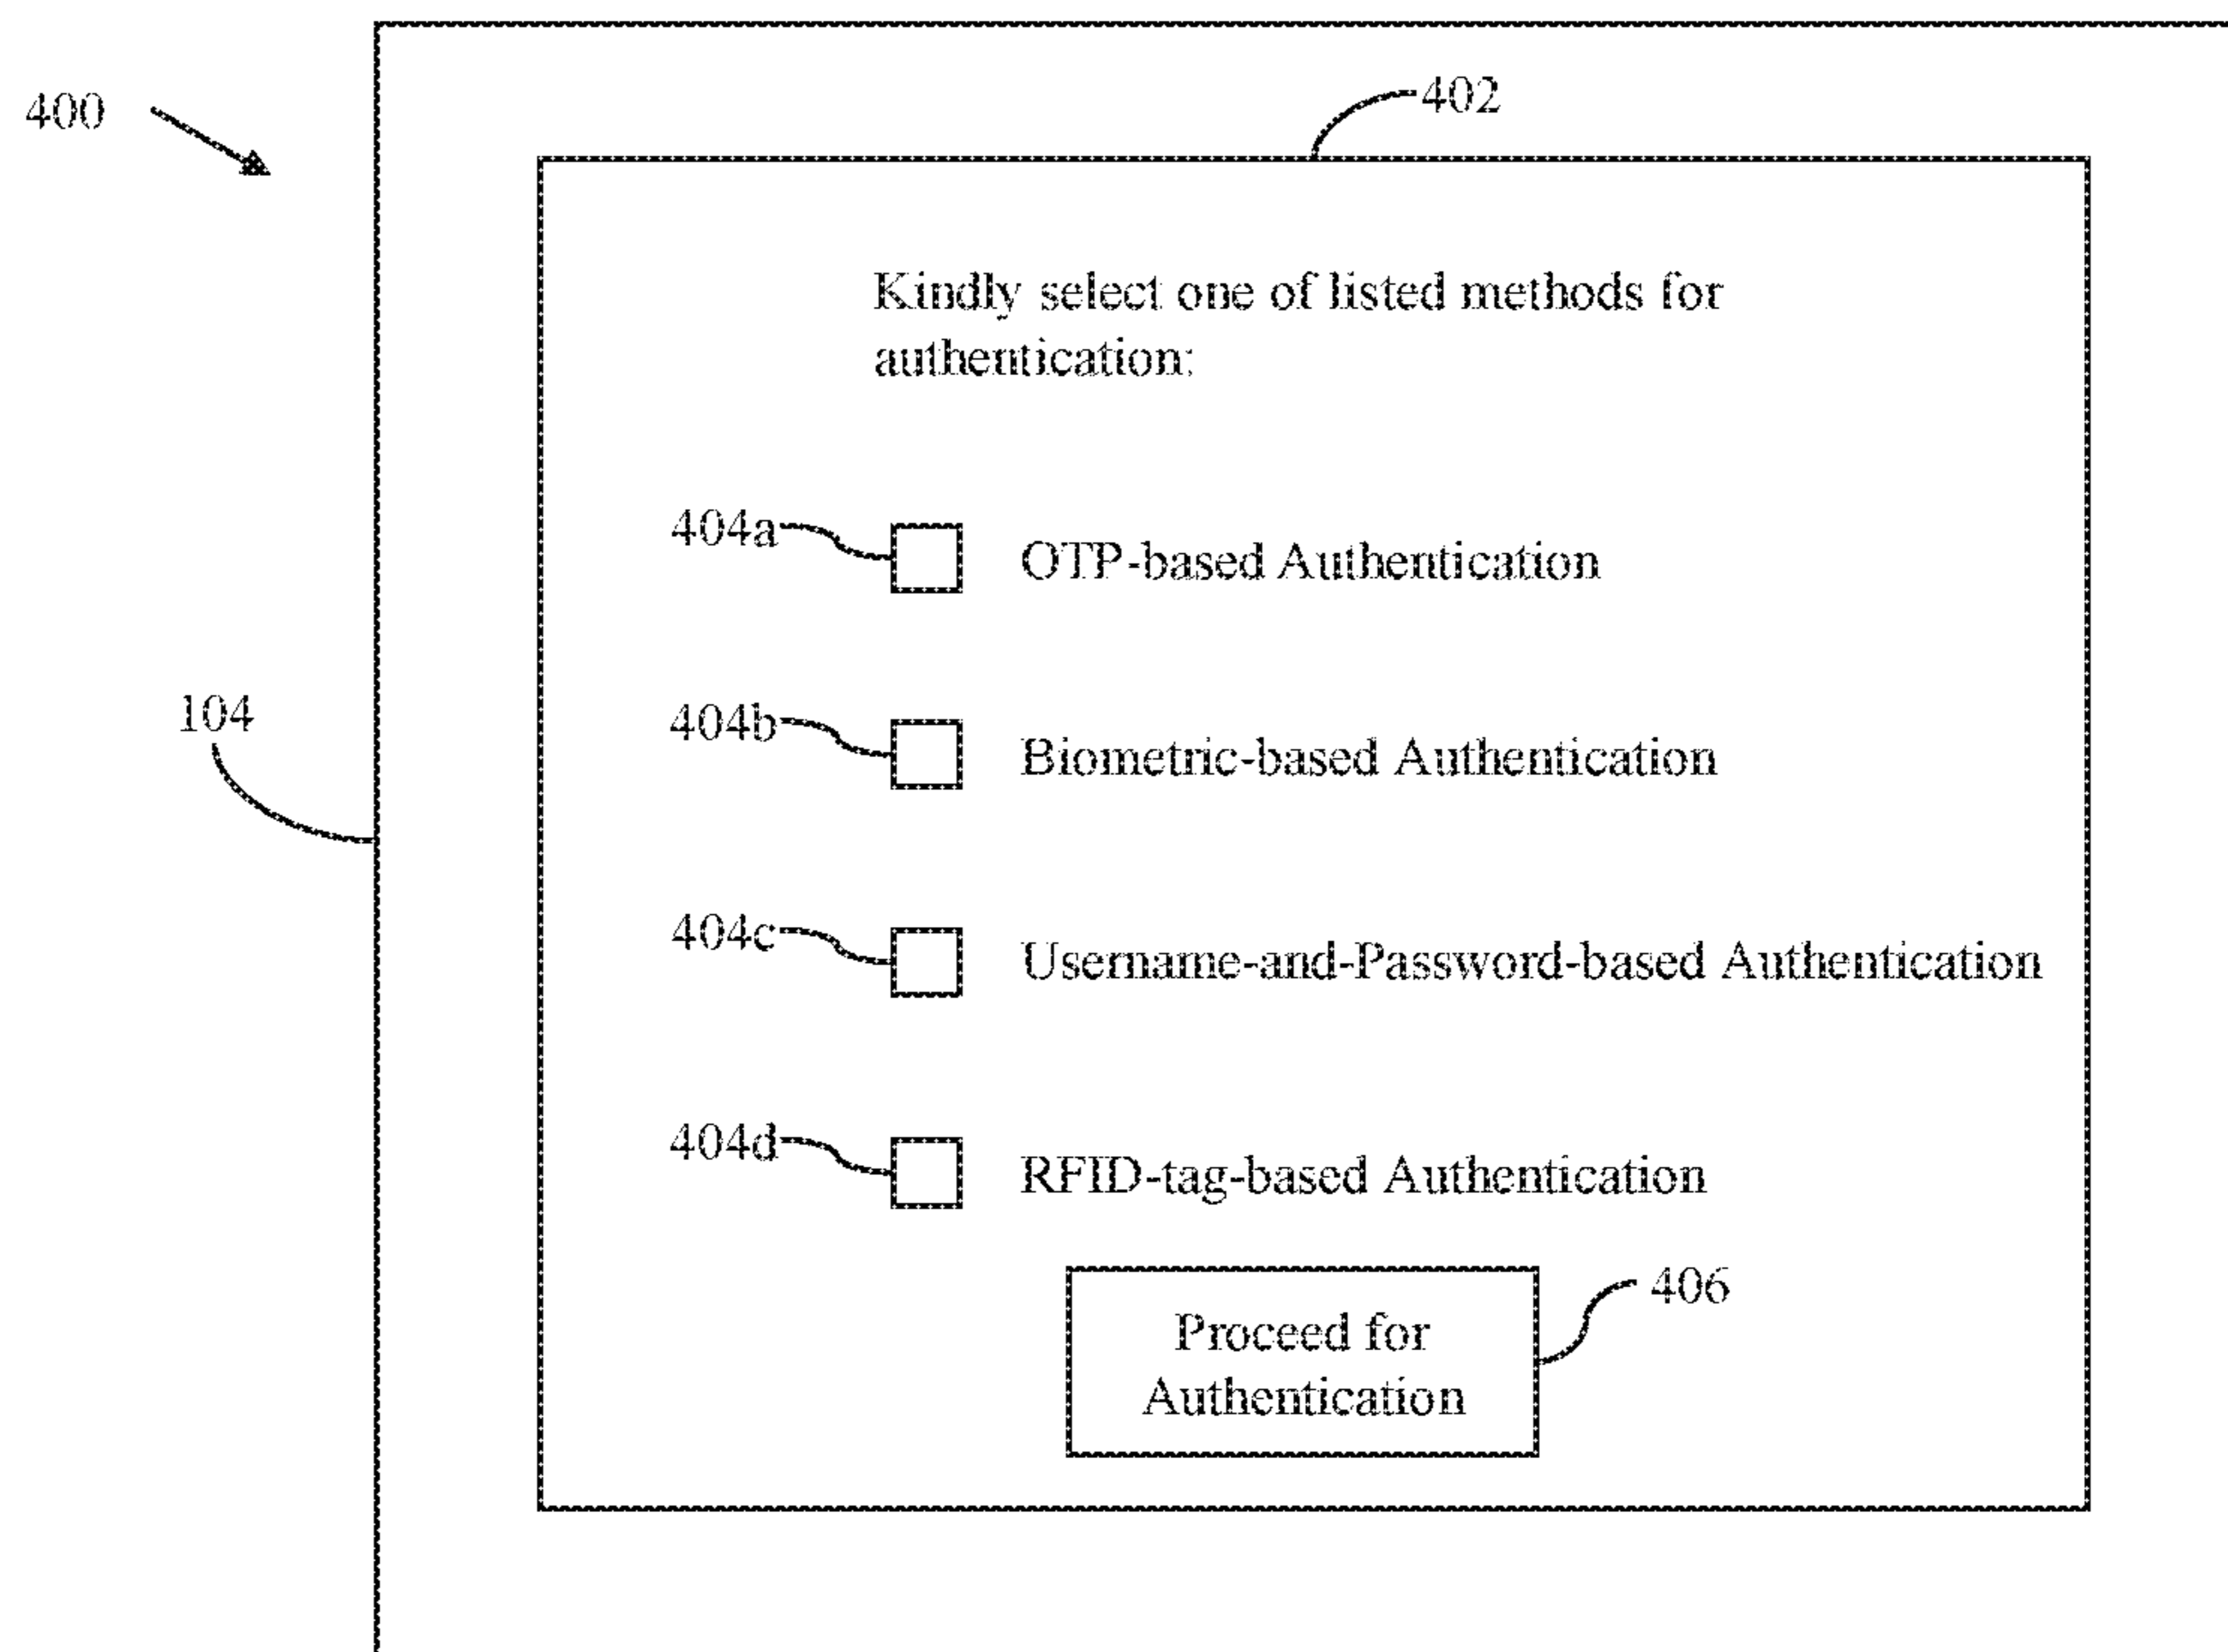 400
402
Kindly select one of listed methods for
authentication:
404a
OTP-based Authentication
404b
Biometric-based Authentication
104
404c
Username-and-Password-based Authentication
404d
RFID-tag-based Authentication
406
Proceed for
Authentication